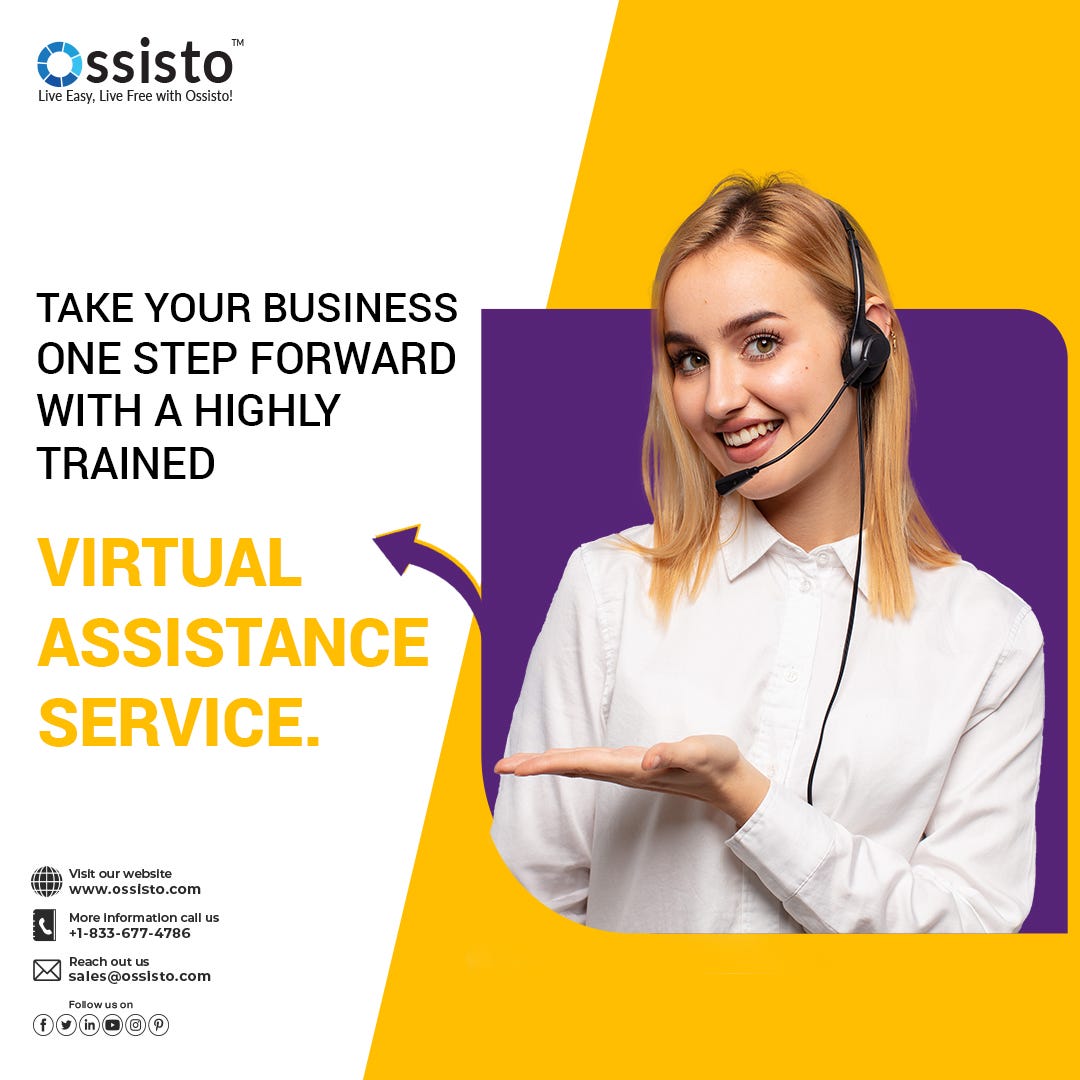 Ossisto™
Live Easy, Live Free with Ossisto!
TAKE YOUR BUSINESS
ONE STEP FORWARD
WITH A HIGHLY
TRAINED
VIRTUAL
ASSISTANCE
SERVICE.
Visit our website
www.ossisto.com
More information call us
+1-833-677-4786
Reach out us
sales@ossisto.com
Follow us on